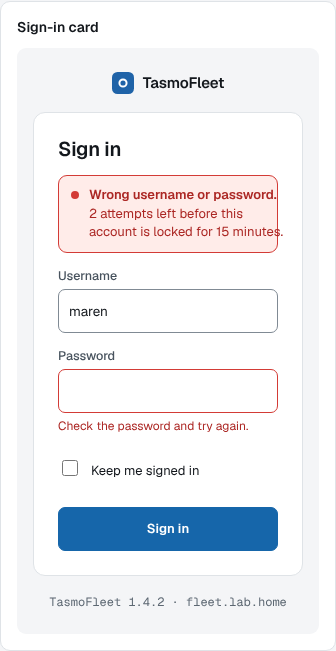 Sign-in card
TasmoFleet
Sign in
Wrong username or password.
2 attempts left before this
account is locked for 15 minutes.
Username
maren
Password
Check the password and try again.
Keep me signed in
Sign in
TasmoFleet 1.4.2 · fleet.lab.home